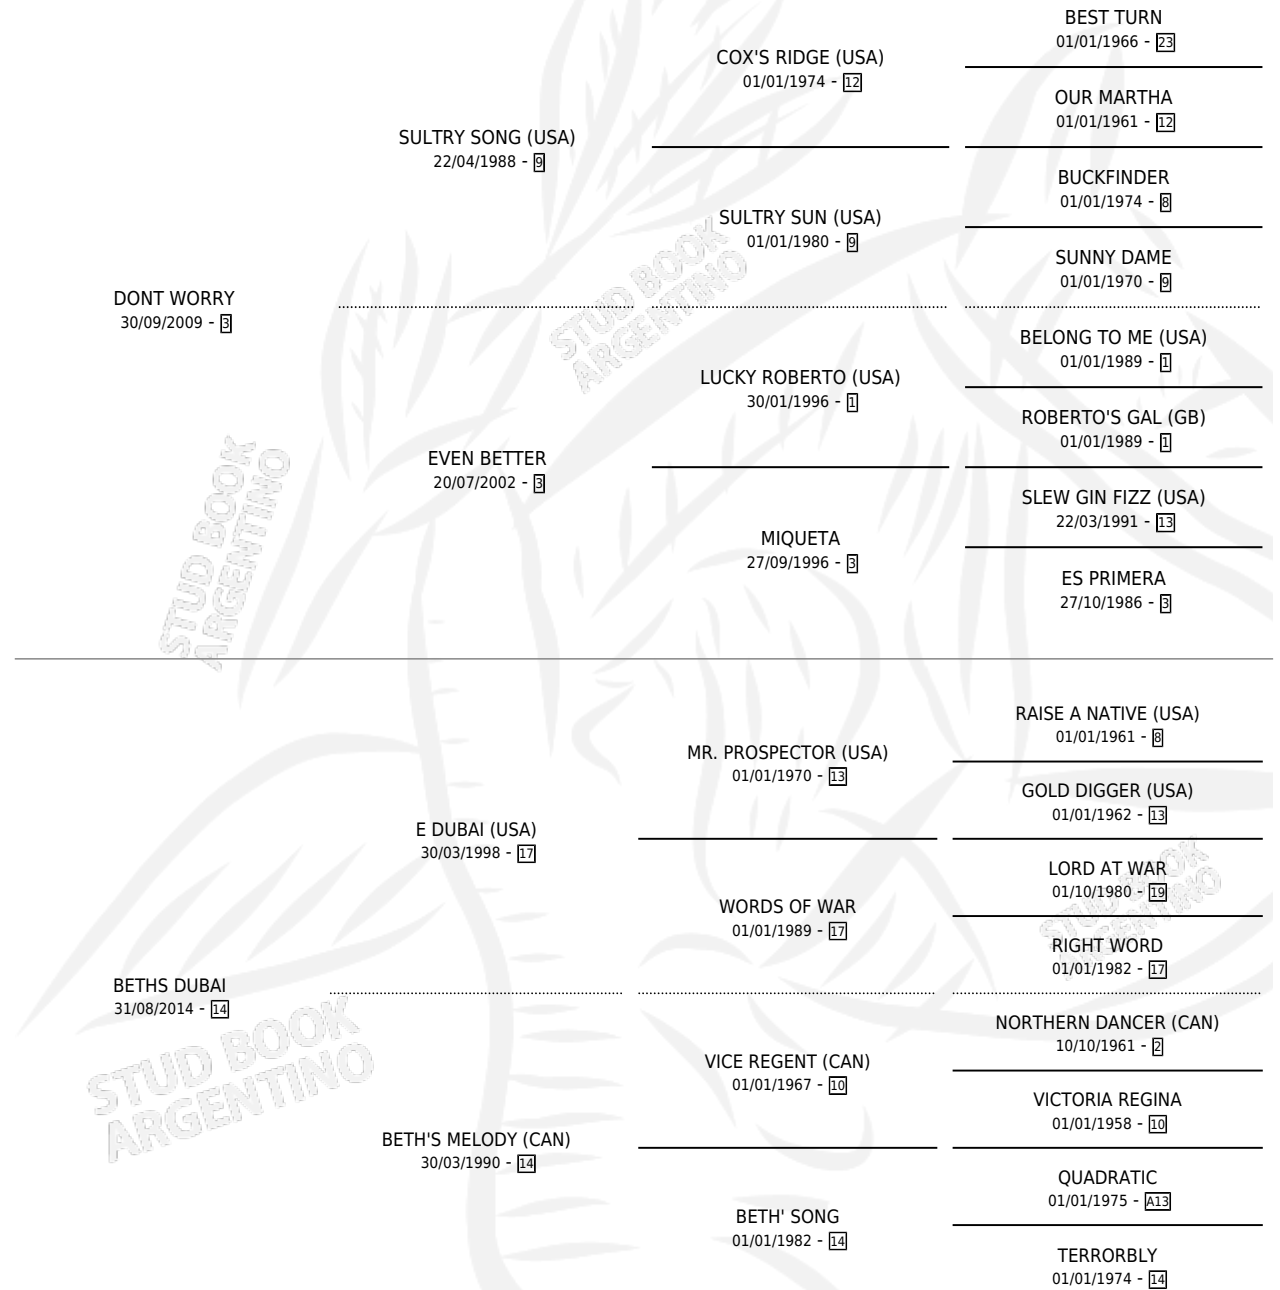 BEST TURN
01/01/1966 - 23
COX'S RIDGE (USA)
01/01/1974 - 12
OUR MARTHA
01/01/1961 - 12
SULTRY SONG (USA)
22/04/1988 - 9
BUCKFINDER
01/01/1974 - 8
SULTRY SUN (USA)
01/01/1980 - 9
SUNNY DAME
01/01/1970 - 9
DONT WORRY
30/09/2009 - 3
BELONG TO ME (USA)
01/01/1989 - 1
LUCKY ROBERTO (USA)
30/01/1996 - 1
ROBERTO'S GAL (GB)
01/01/1989 - 1
EVEN BETTER
20/07/2002 - 3
SLEW GIN FIZZ (USA)
22/03/1991 - 13
MIQUETA
27/09/1996 - 3
ES PRIMERA
27/10/1986 - 3
RAISE A NATIVE (USA)
01/01/1961 - 8
MR. PROSPECTOR (USA)
01/01/1970 - 13
GOLD DIGGER (USA)
01/01/1962 - 13
E DUBAI (USA)
30/03/1998 - 17
LORD AT WAR
01/10/1980 - 19
WORDS OF WAR
01/01/1989 - 17
RIGHT WORD
01/01/1982 - 17
BETHS DUBAI
31/08/2014 - 14
NORTHERN DANCER (CAN)
10/10/1961 - 2
VICE REGENT (CAN)
01/01/1967 - 10
VICTORIA REGINA
01/01/1958 - 10
BETH'S MELODY (CAN)
30/03/1990 - 14
QUADRATIC
01/01/1975 - A13
BETH' SONG
01/01/1982 - 14
TERRORBLY
01/01/1974 - 14
STUD BOOK
ARGENTINO
STUD BOOK
ARGENTINO
STUD BOOK
ARGENTINO
STUD BOOK
ARGENTINO